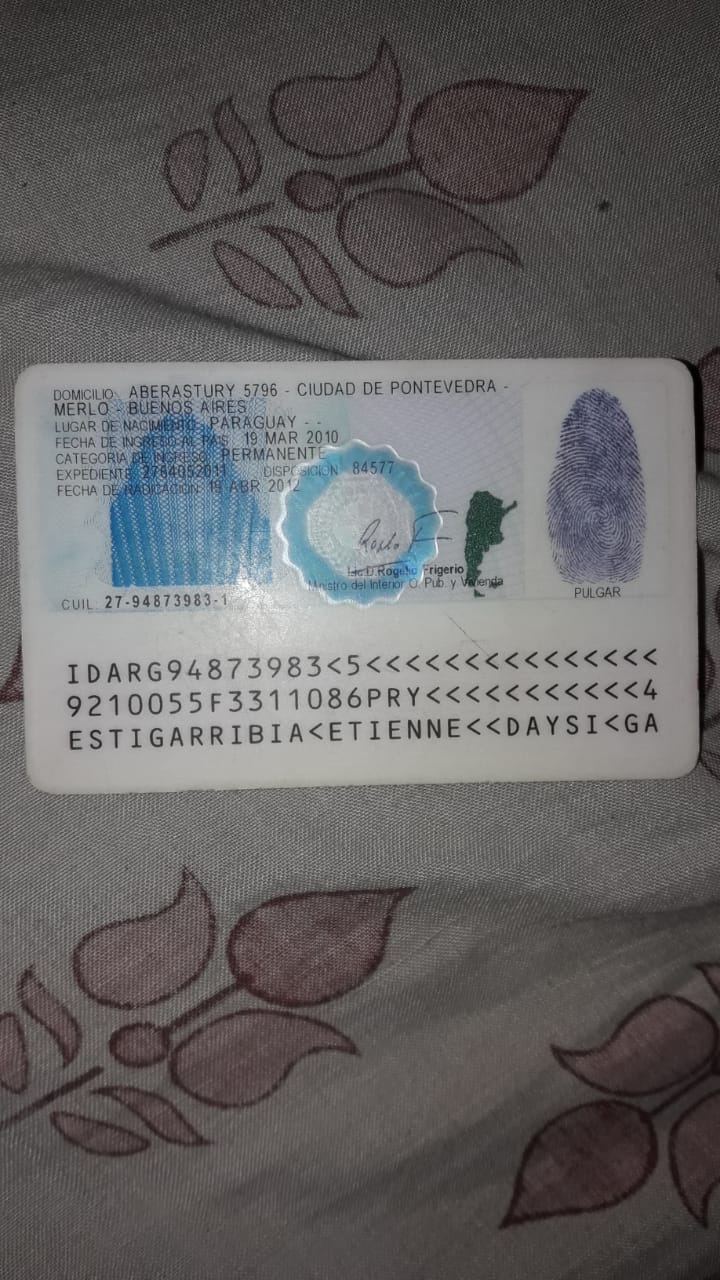 DOMICILIO: ABERASTURY 5796 - CIUDAD DE PONTEVEDRA -
MERLO - BUENOS AIRES
LUGAR DE NACIMIENTO: PARAGUAY - -
FECHA DE INGRESO AL PAIS: 19 MAR 2010
CATEGORIA DE INGRESO: PERMANENTE
EXPEDIENTE: 2784052011 DISPOSICION: 84577
FECHA DE RADICACION: 19 ABR 2012
Lic.D.Rogelio Frigerio
Ministro del Interior O. Pub. y Vivienda
PULGAR
CUIL: 27-94873983-1
IDARG94873983<5<<<<<<<<<<<<<<<
9210055F3311086PRY<<<<<<<<<<<4
ESTIGARRIBIA<ETIENNE<<DAYSI<GA